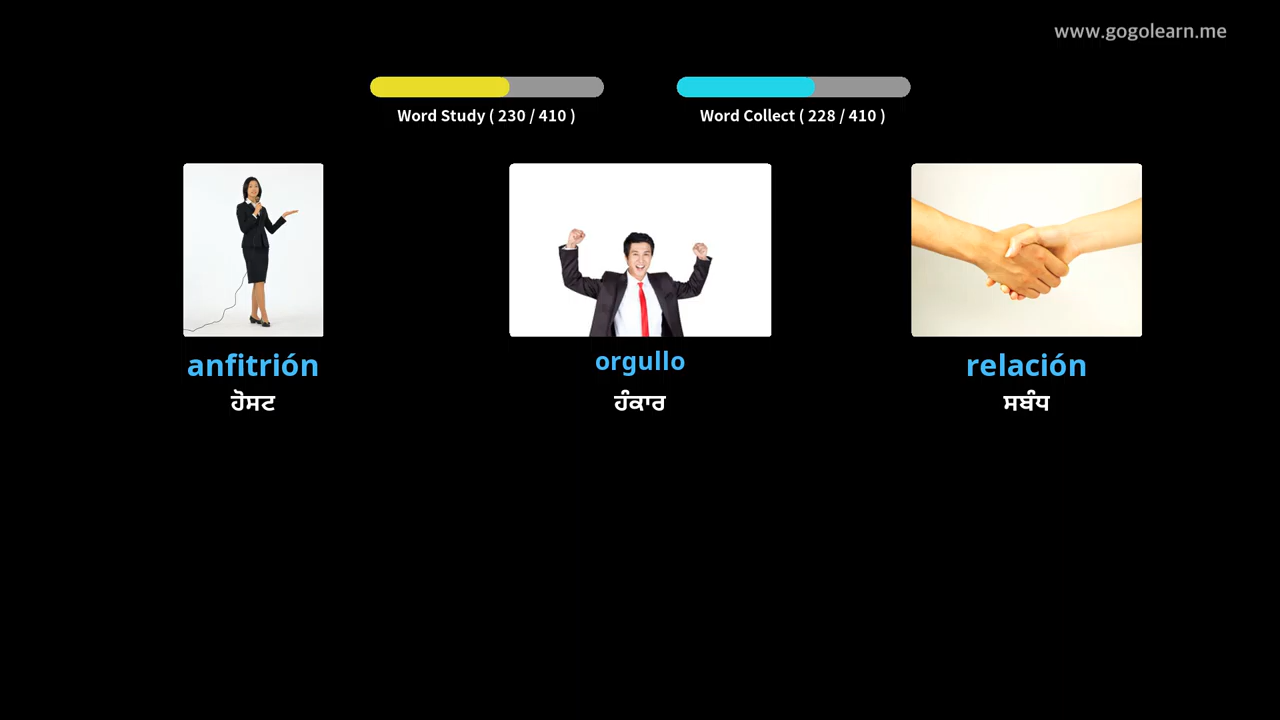 www.gogolearn.me
Word Study ( 230 / 410 )
Word Collect ( 228 / 410 )
anfitrión
orgullo
relación
ਹੋਸਟ
ਹੰਕਾਰ
ਸਬੰਧ